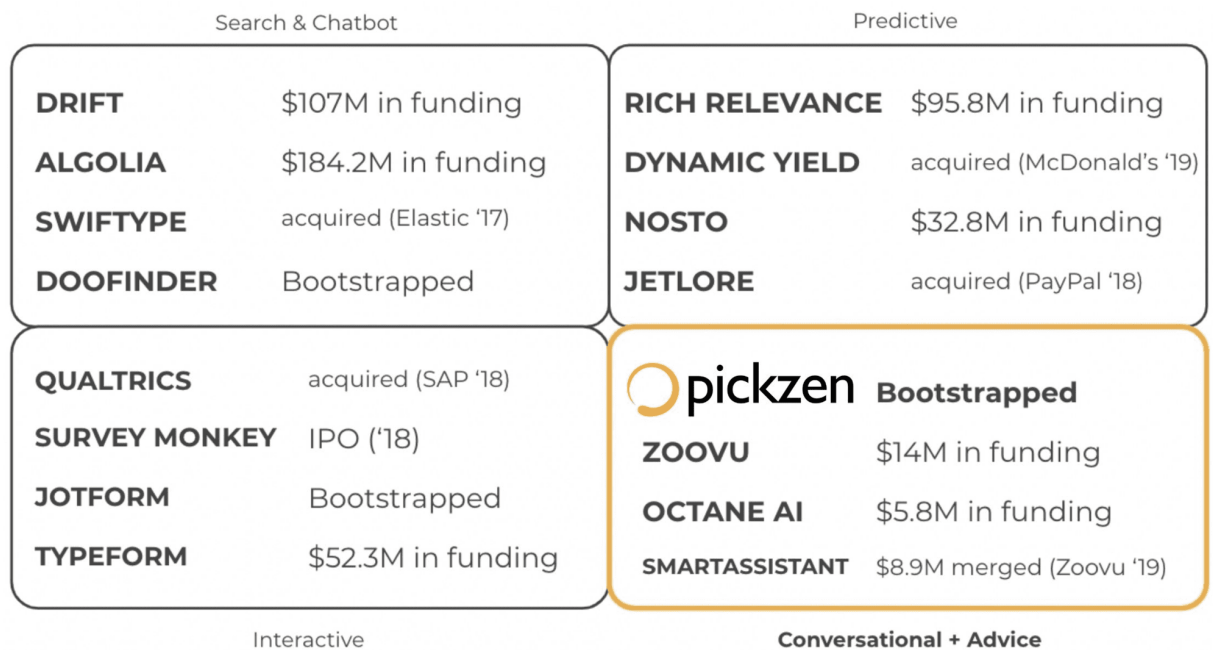 Search & Chatbot
DRIFT $107M in funding
ALGOLIA $184.2M in funding
SWIFTYPE acquired (Elastic ‘17)
DOOFINDER Bootstrapped
Predictive
RICH RELEVANCE $95.8M in funding
DYNAMIC YIELD acquired (McDonald’s ‘19)
NOSTO $32.8M in funding
JETLORE acquired (PayPal ‘18)
QUALTRICS acquired (SAP ‘18)
SURVEY MONKEY IPO (‘18)
JOTFORM Bootstrapped
TYPEFORM $52.3M in funding
Interactive
pickzen Bootstrapped
ZOOVU $14M in funding
OCTANE AI $5.8M in funding
SMARTASSISTANT $8.9M merged (Zoovu ‘19)
Conversational + Advice